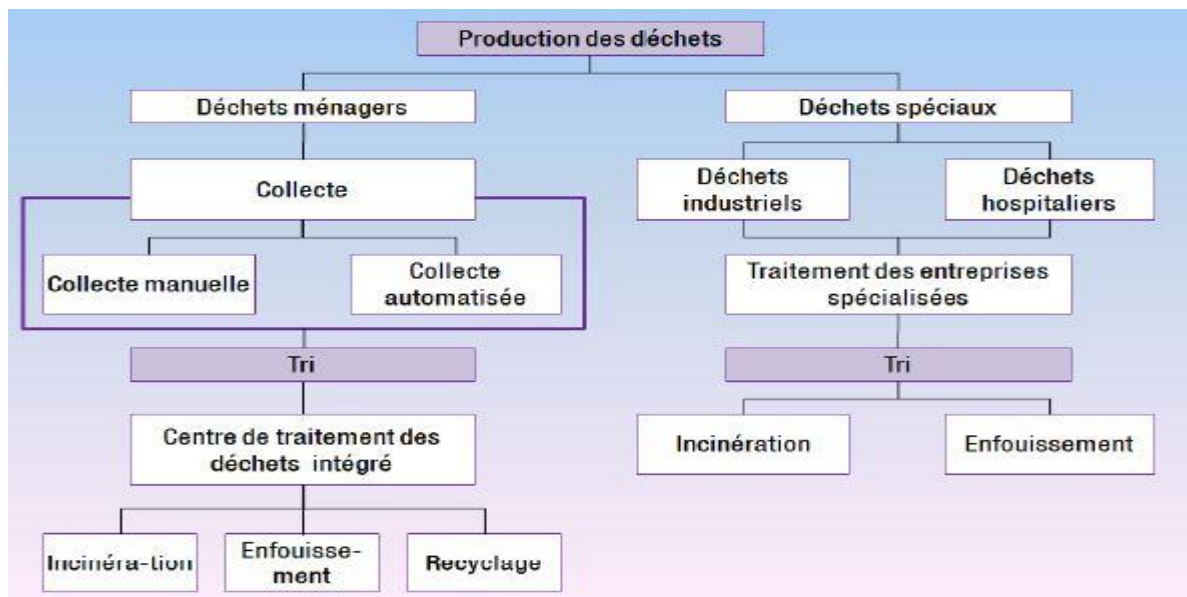 Production des déchets
Déchets ménagers
Déchets spéciaux
Collecte
Déchets
industriels
Déchets
hospitaliers
Collecte manuelle
Collecte
automatisée
Traitement des entreprises
spécialisées
Tri
Tri
Centre de traitement des
déchets intégré
Incinération
Enfouissement
Incinéra-tion
Enfouisse-
ment
Recyclage